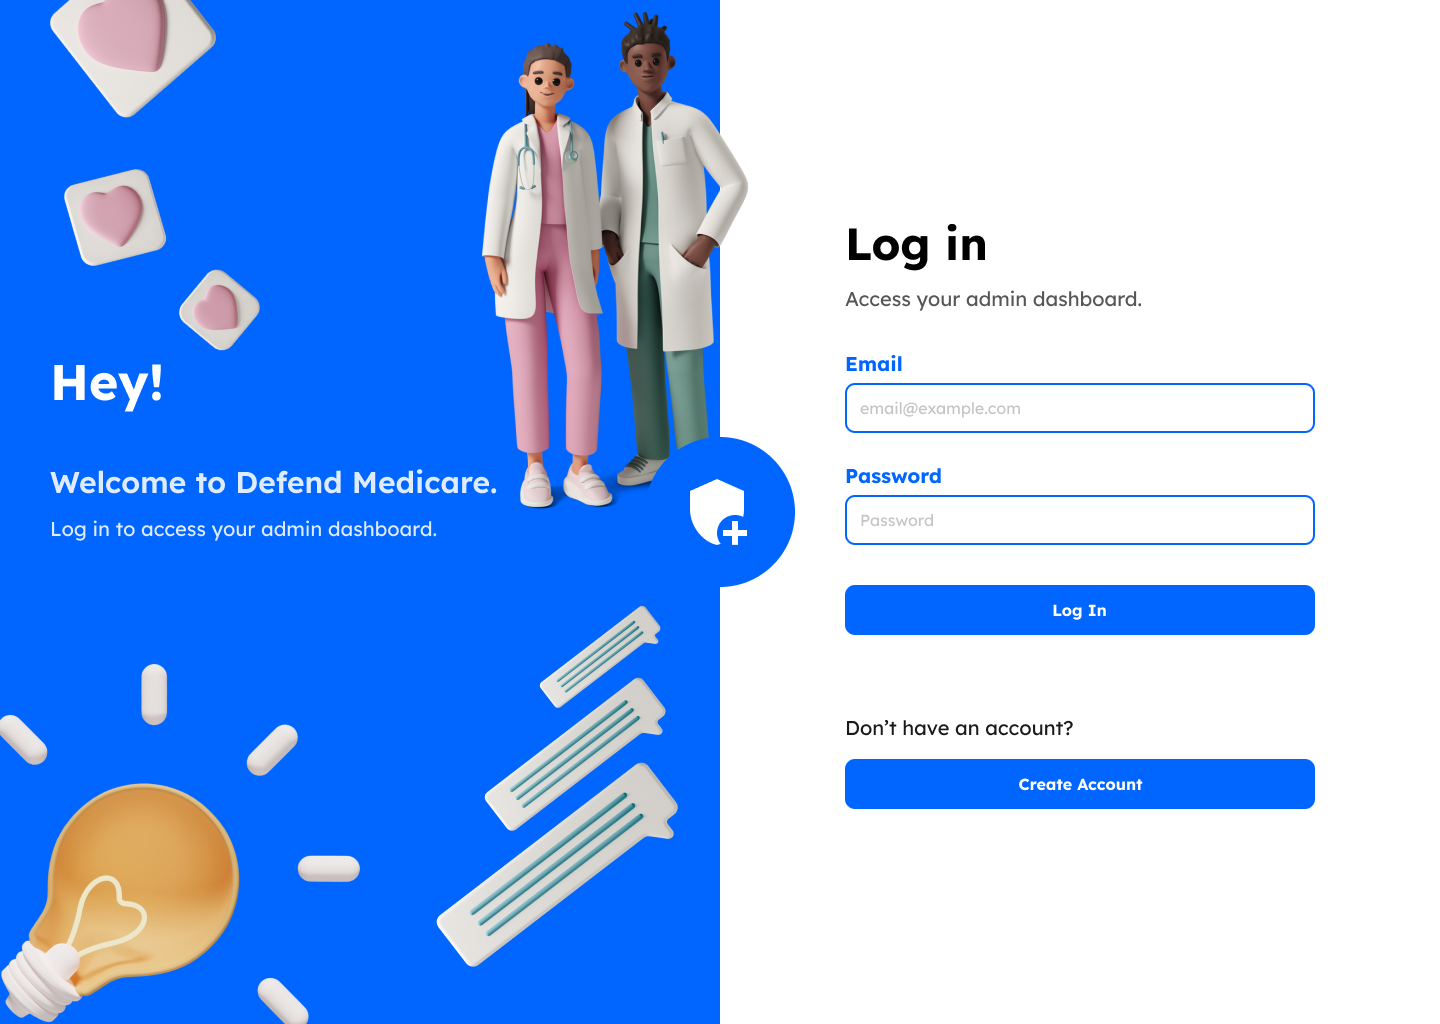 Hey!
Welcome to Defend Medicare.
Log in to access your admin dashboard.
Log in
Access your admin dashboard.
Email
email@example.com
Password
Password
Log In
Don’t have an account?
Create Account